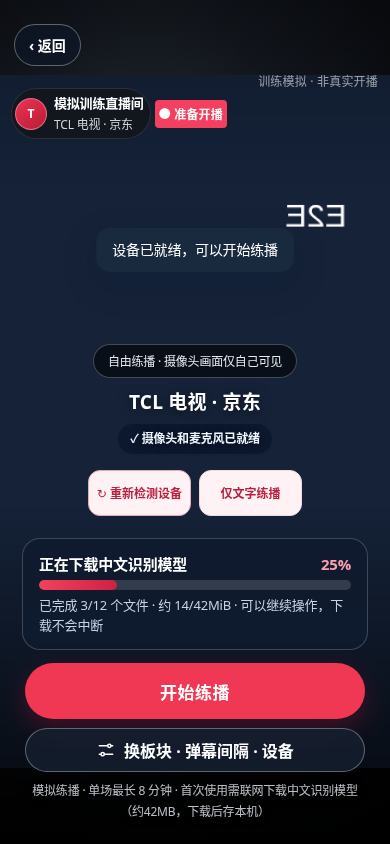 ‹ 返回
训练模拟 · 非真实开播
T
模拟训练直播间
TCL 电视 · 京东
准备开播
E2E
设备已就绪，可以开始练播
自由练播 · 摄像头画面仅自己可见
TCL 电视 · 京东
✓ 摄像头和麦克风已就绪
↻ 重新检测设备
仅文字练播
正在下载中文识别模型
25%
已完成 3/12 个文件 · 约 14/42MiB · 可以继续操作，下
载不会中断
开始练播
换板块 · 弹幕间隔 · 设备
模拟练播 · 单场最长 8 分钟 · 首次使用需联网下载中文识别模型
（约42MB，下载后存本机）